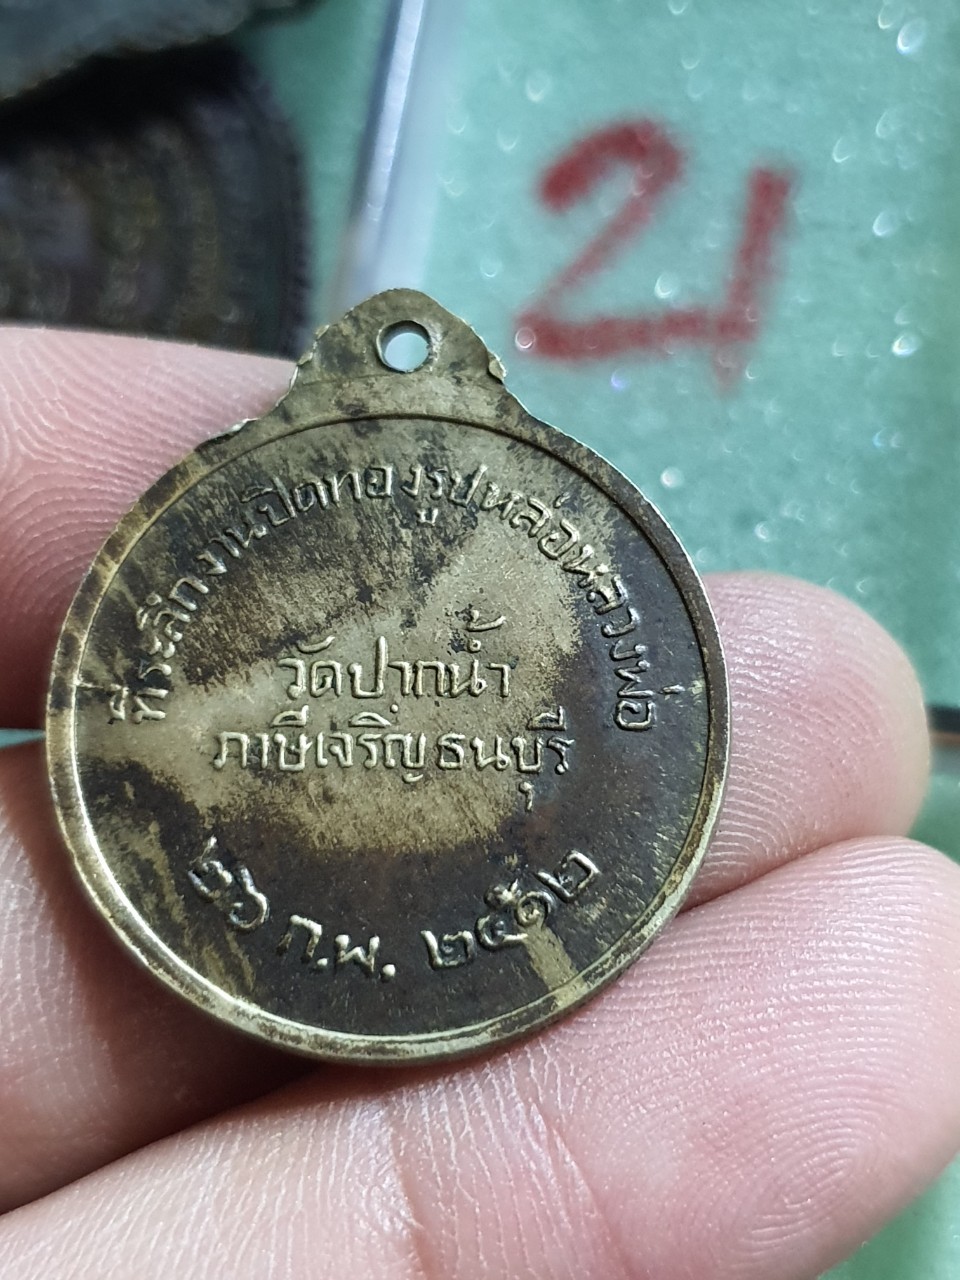 21
ที่ระลึกงานปิดทองรูปหล่อหลวงพ่อ
วัดปากน้ำ
ภาษีเจริญ ธนบุรี
๒๖ ก.พ. ๒๕๑๒